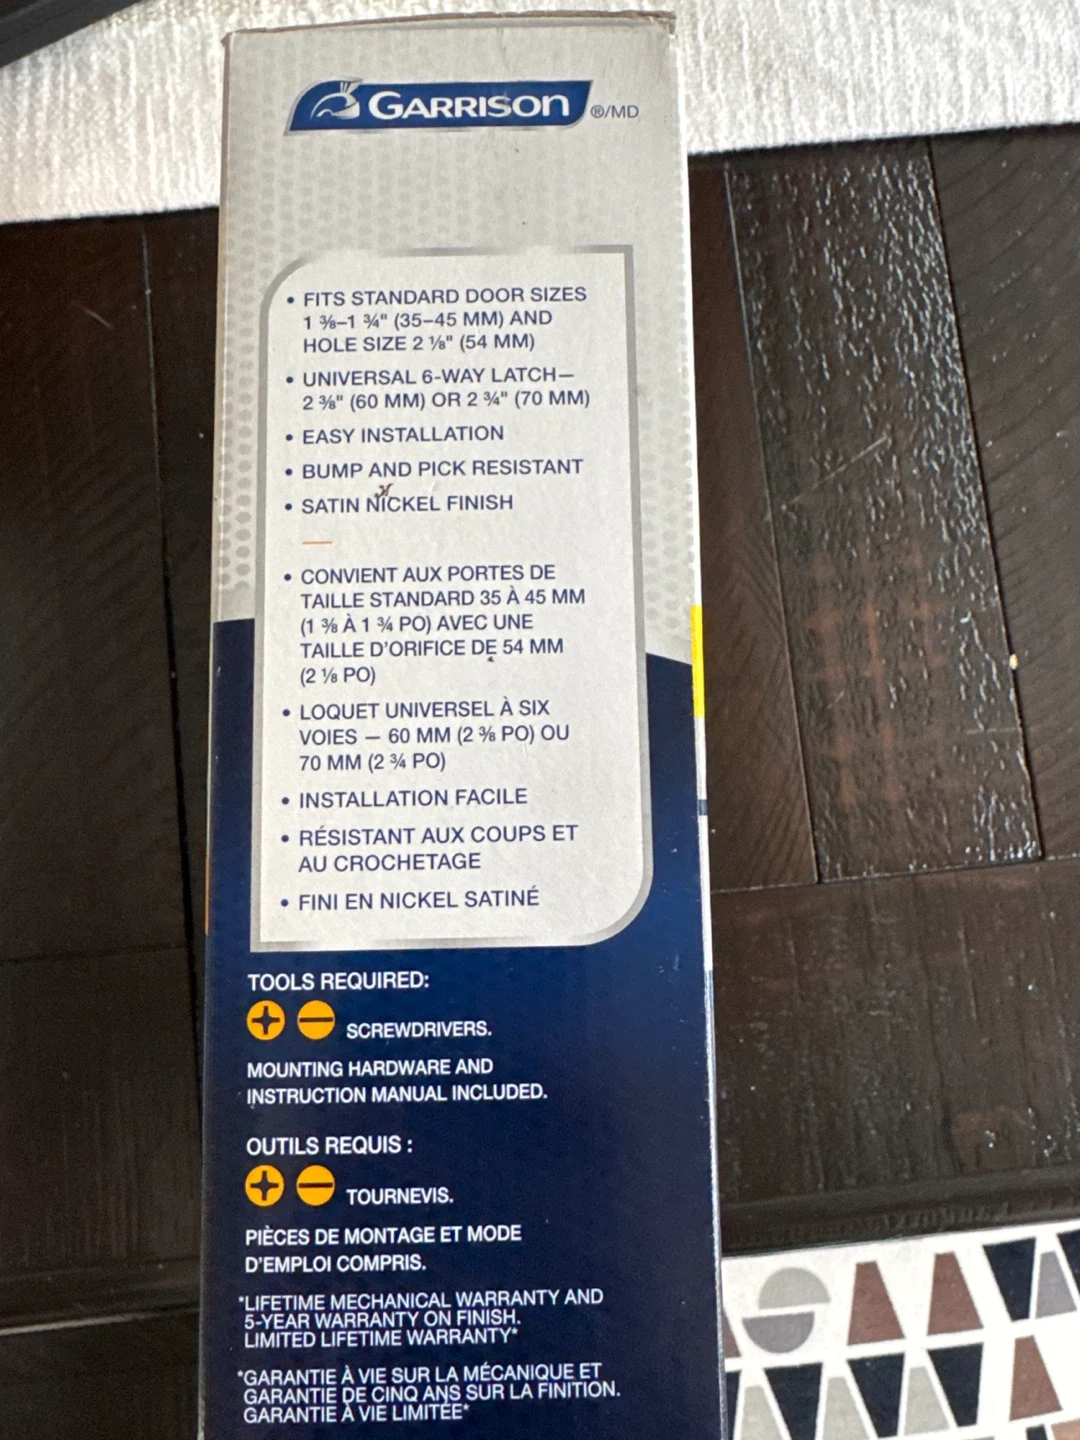 GARRISON ®/MD
• FITS STANDARD DOOR SIZES
1 ⅜–1 ¾" (35–45 MM) AND
HOLE SIZE 2 ⅛" (54 MM)
• UNIVERSAL 6-WAY LATCH—
2 ⅜" (60 MM) OR 2 ¾" (70 MM)
• EASY INSTALLATION
• BUMP AND PICK RESISTANT
• SATIN NICKEL FINISH
• CONVIENT AUX PORTES DE
TAILLE STANDARD 35 À 45 MM
(1 ⅜ À 1 ¾ PO) AVEC UNE
TAILLE D'ORIFICE DE 54 MM
(2 ⅛ PO)
• LOQUET UNIVERSEL À SIX
VOIES — 60 MM (2 ⅜ PO) OU
70 MM (2 ¾ PO)
• INSTALLATION FACILE
• RÉSISTANT AUX COUPS ET
AU CROCHETAGE
• FINI EN NICKEL SATINÉ
TOOLS REQUIRED:
SCREWDRIVERS.
MOUNTING HARDWARE AND
INSTRUCTION MANUAL INCLUDED.
OUTILS REQUIS :
TOURNEVIS.
PIÈCES DE MONTAGE ET MODE
D'EMPLOI COMPRIS.
*LIFETIME MECHANICAL WARRANTY AND
5-YEAR WARRANTY ON FINISH.
LIMITED LIFETIME WARRANTY*
*GARANTIE À VIE SUR LA MÉCANIQUE ET
GARANTIE DE CINQ ANS SUR LA FINITION.
GARANTIE À VIE LIMITÉE*